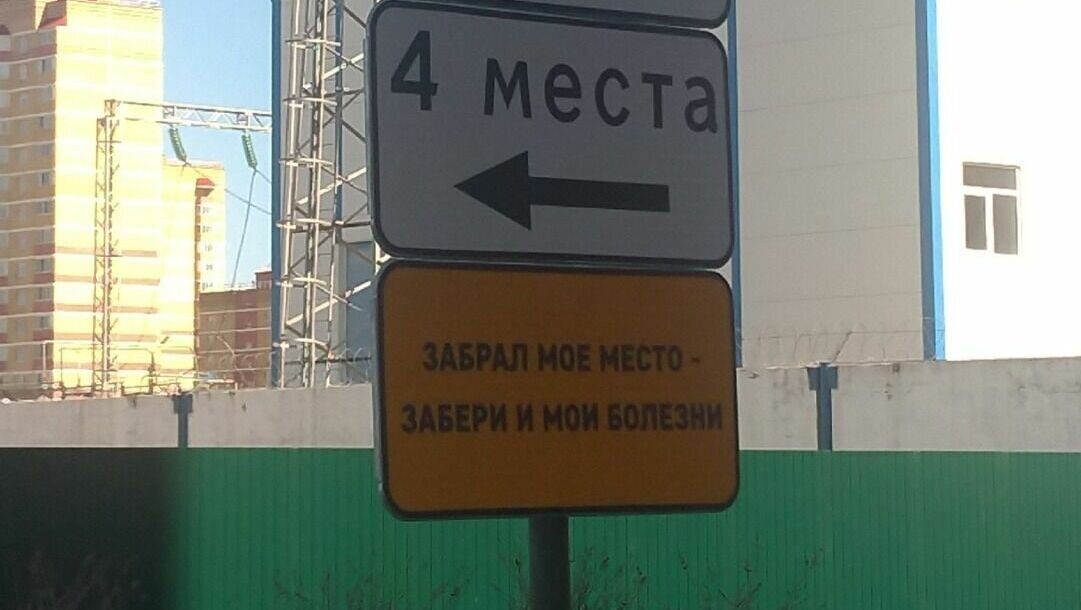 4 места
ЗАБРАЛ МОЕ МЕСТО -
ЗАБЕРИ И МОИ БОЛЕЗНИ